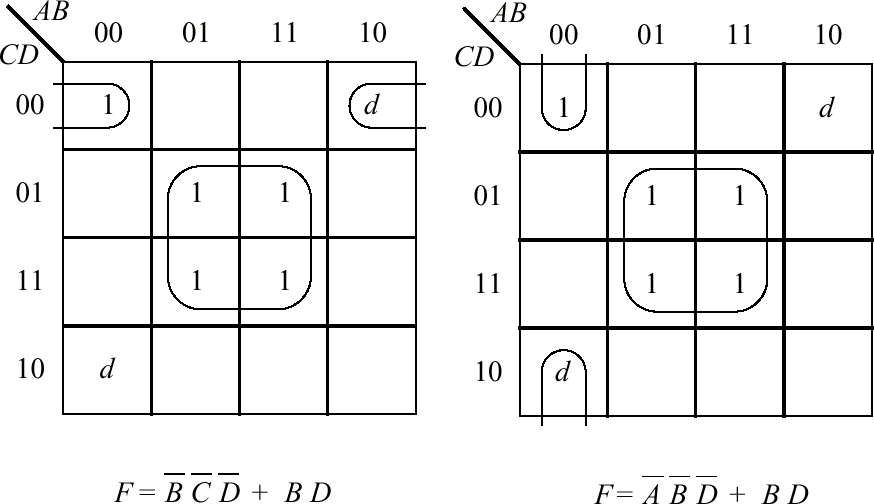 AB AB
00 01 11 10 00 01 11 10
CD CD
00 1 d 00 1 d
01 1 1 01 1 1
11 1 1 11 1 1
10 d 10 d
F = B̅ C̅ D̅ + B D F = A̅ B̅ D̅ + B D